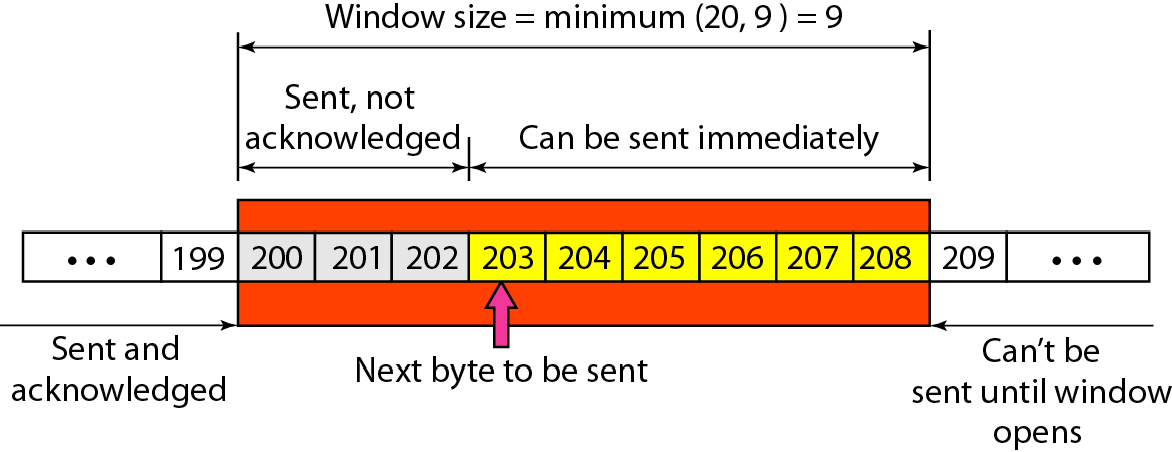 Window size = minimum (20, 9 ) = 9
Sent, not
acknowledged
Can be sent immediately
••• 199 200 201 202 203 204 205 206 207 208 209 •••
Sent and
acknowledged
Next byte to be sent
Can’t be
sent until window
opens